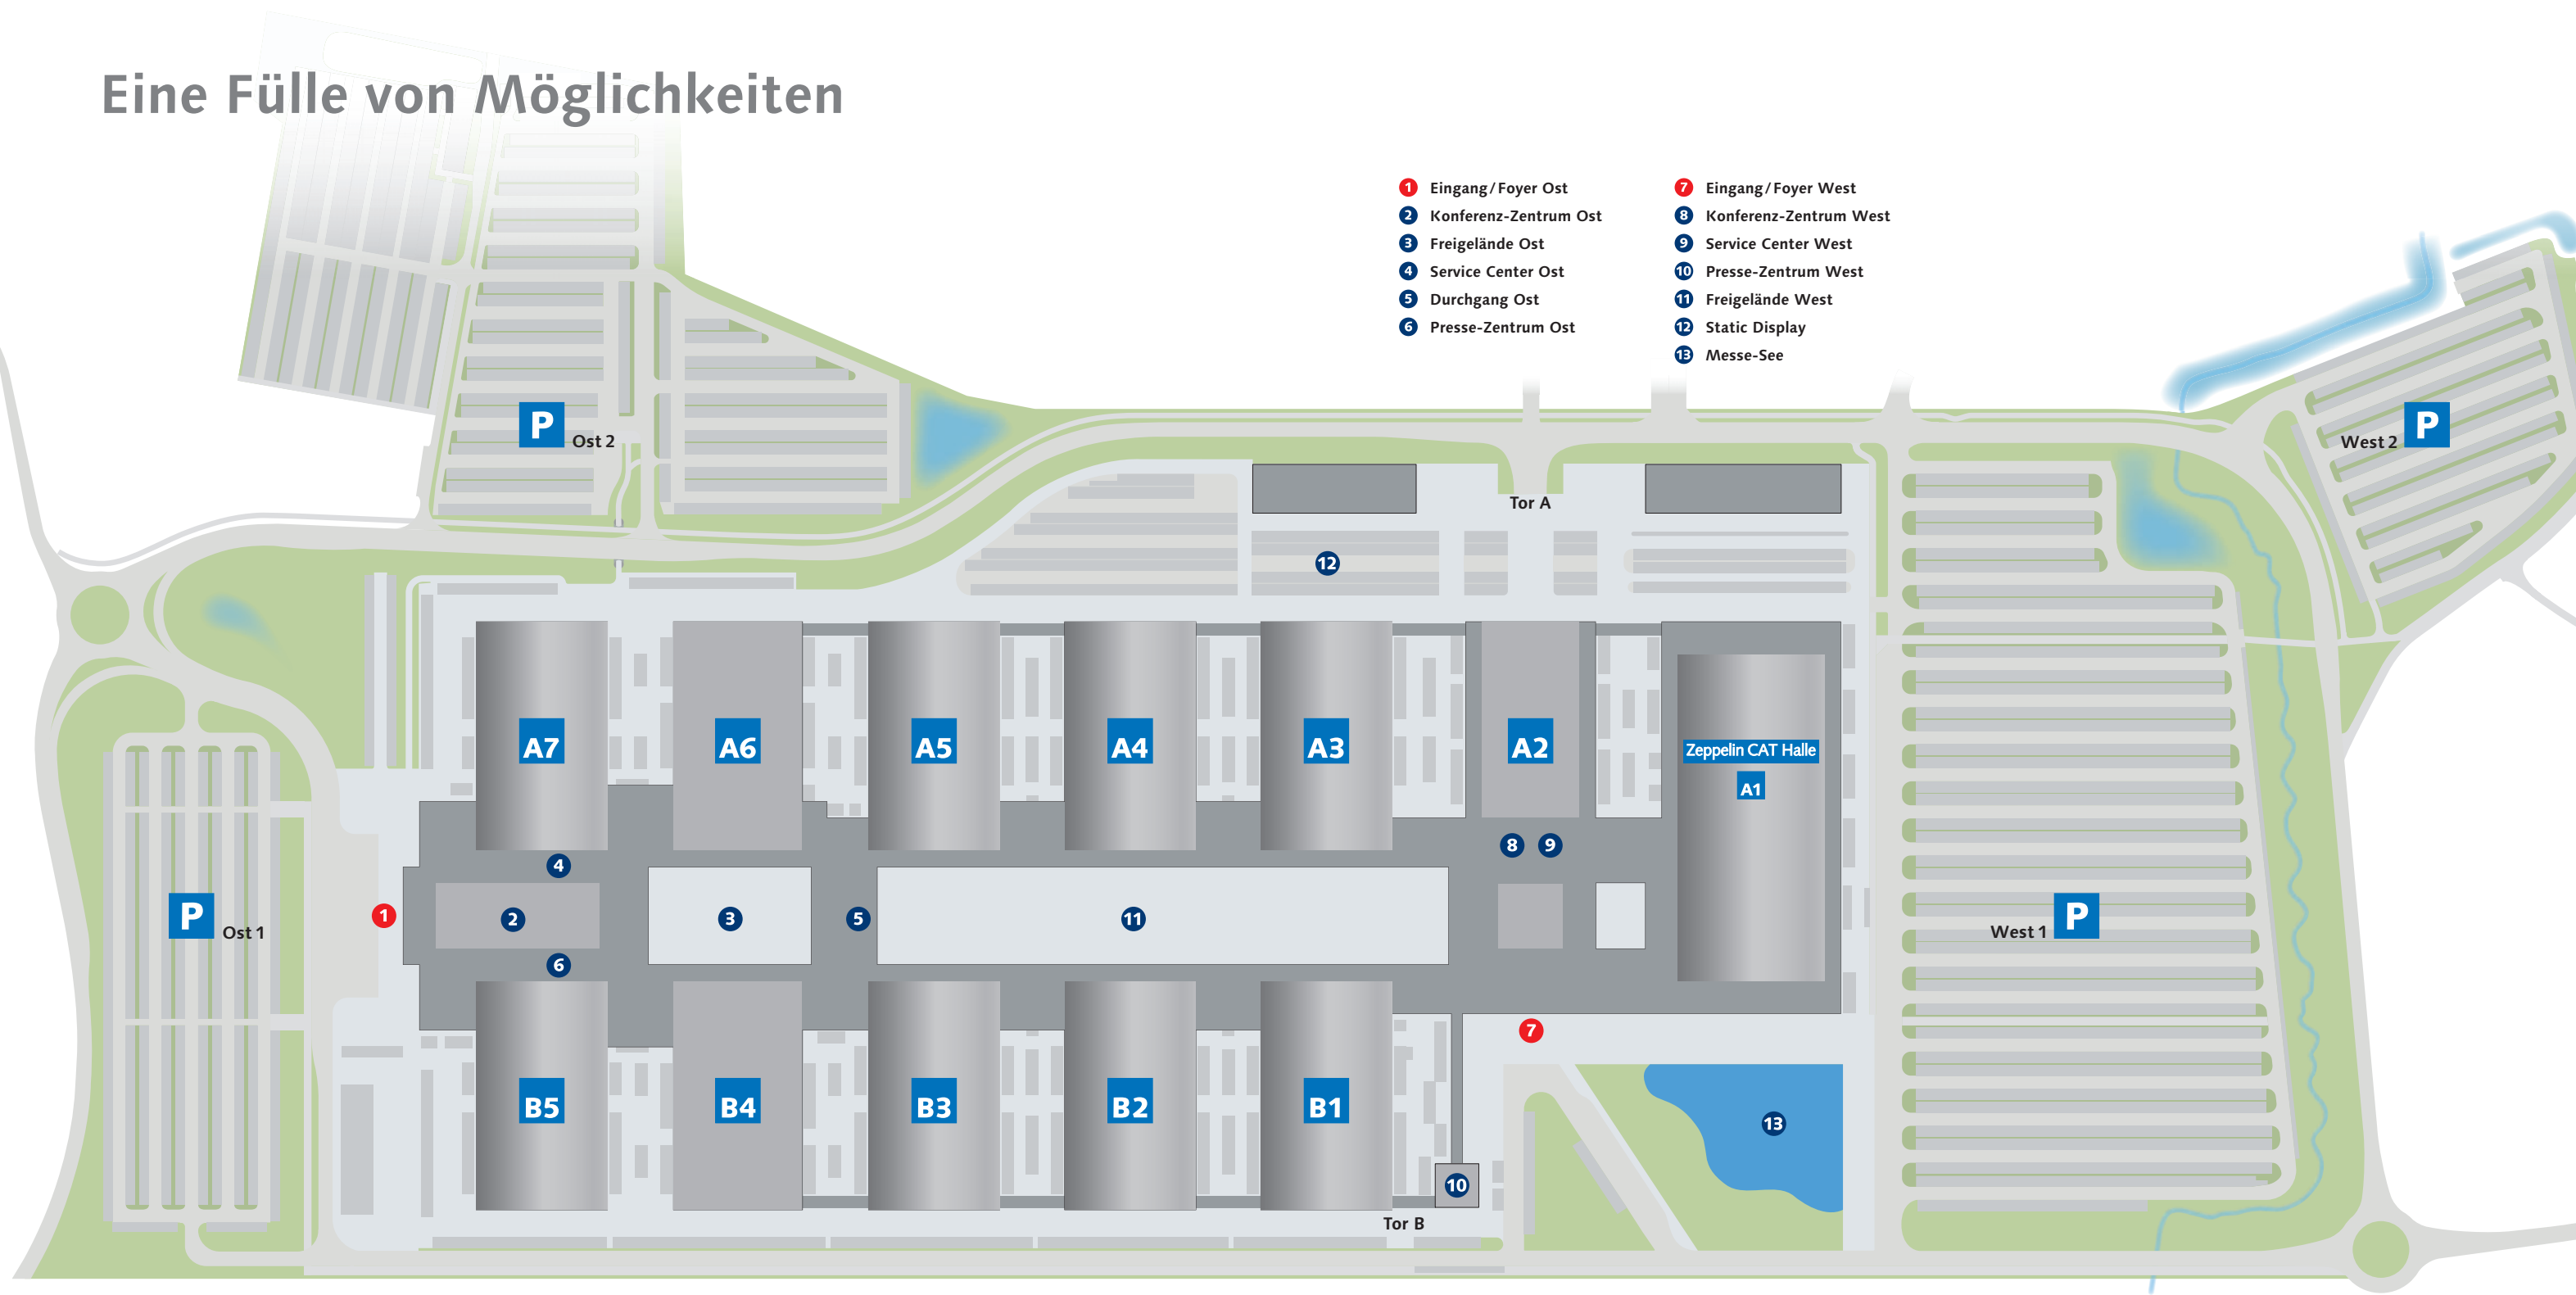 Eine Fülle von Möglichkeiten
1 Eingang/Foyer Ost
2 Konferenz-Zentrum Ost
3 Freigelände Ost
4 Service Center Ost
5 Durchgang Ost
6 Presse-Zentrum Ost
7 Eingang/Foyer West
8 Konferenz-Zentrum West
9 Service Center West
10 Presse-Zentrum West
11 Freigelände West
12 Static Display
13 Messe-See
P Ost 2
West 2 P
Tor A
12
A7
A6
A5
A4
A3
A2
Zeppelin CAT Halle
A1
8
9
4
P Ost 1
1
2
3
5
11
West 1 P
6
7
B5
B4
B3
B2
B1
13
10
Tor B